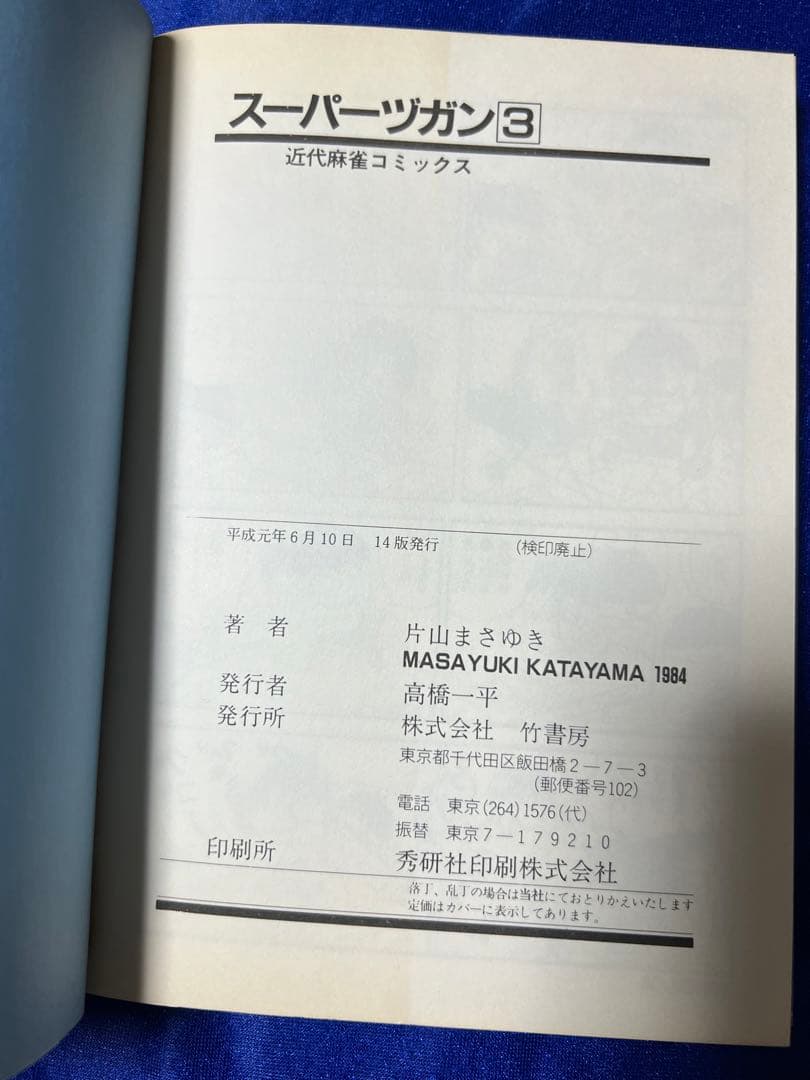 スーパーヅガン3
近代麻雀コミックス
平成元年6月10日 14版発行 (検印廃止)
著者 片山まさゆき
MASAYUKI KATAYAMA 1984
発行者 高橋一平
発行所 株式会社 竹書房
東京都千代田区飯田橋2-7-3
(郵便番号102)
電話 東京(264)1576(代)
振替 東京7-179210
印刷所 秀研社印刷株式会社
落丁、乱丁の場合は当社にておとりかえいたします
定価はカバーに表示してあります。